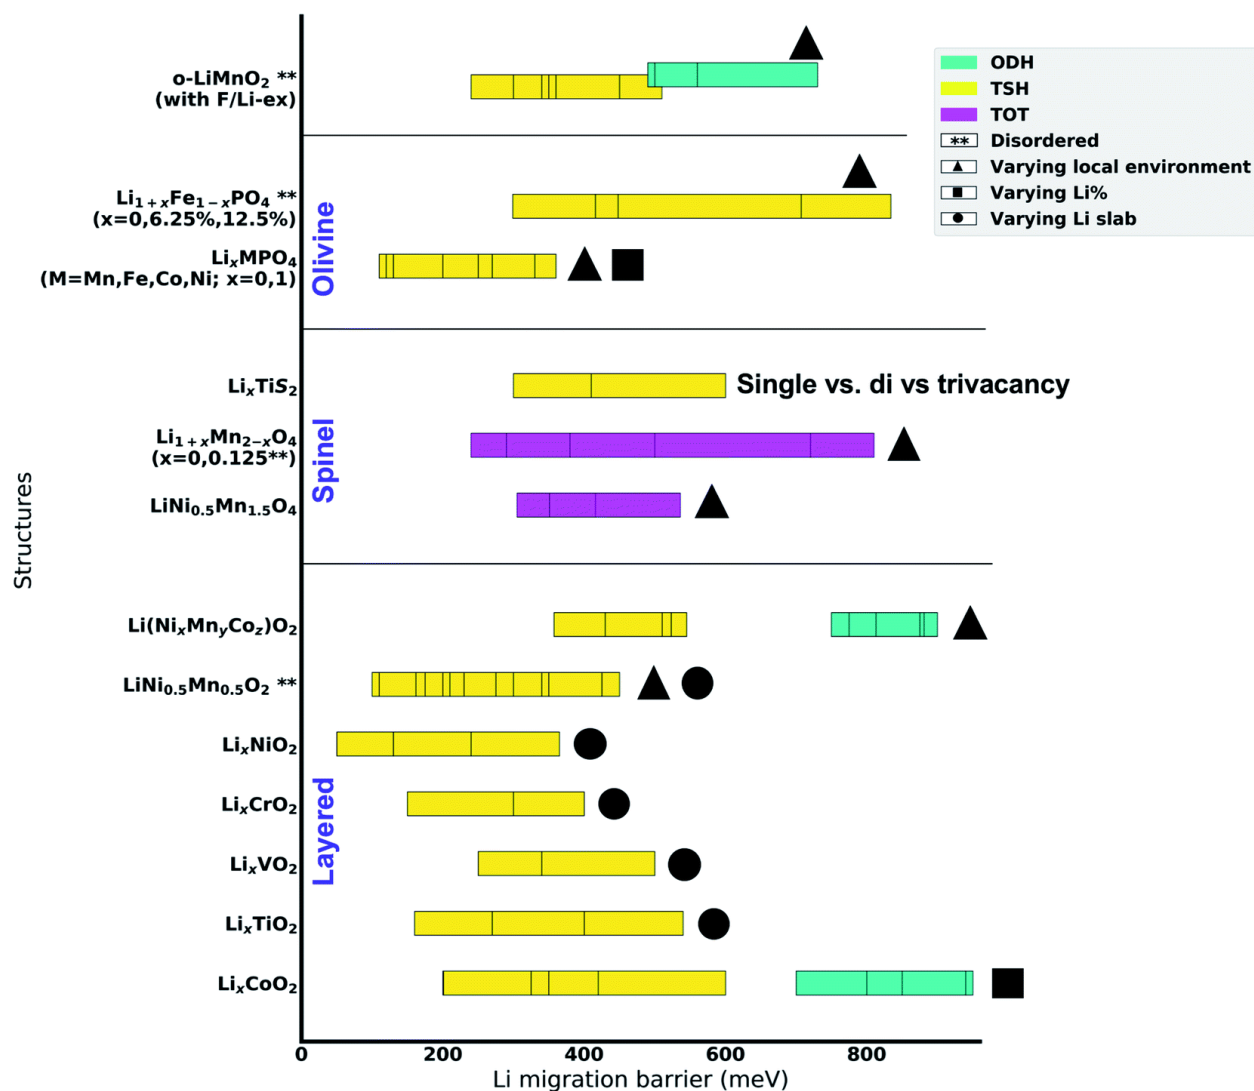 o-LiMnO₂ **
(with F/Li-ex)
Li₁₊ₓFe₁₋ₓPO₄ **
(x=0,6.25%,12.5%)
LiₓMPO₄
(M=Mn,Fe,Co,Ni; x=0,1)
Olivine
LiₓTiS₂
Single vs. di vs trivacancy
Li₁₊ₓMn₂₋ₓO₄
(x=0,0.125**)
LiNi₀.₅Mn₁.₅O₄
Spinel
Li(NiₓMnᵧCo_z)O₂
LiNi₀.₅Mn₀.₅O₂ **
LiₓNiO₂
LiₓCrO₂
LiₓVO₂
LiₓTiO₂
LiₓCoO₂
Layered
Structures
0 200 400 600 800
Li migration barrier (meV)
ODH
TSH
TOT
** Disordered
Varying local environment
Varying Li%
Varying Li slab